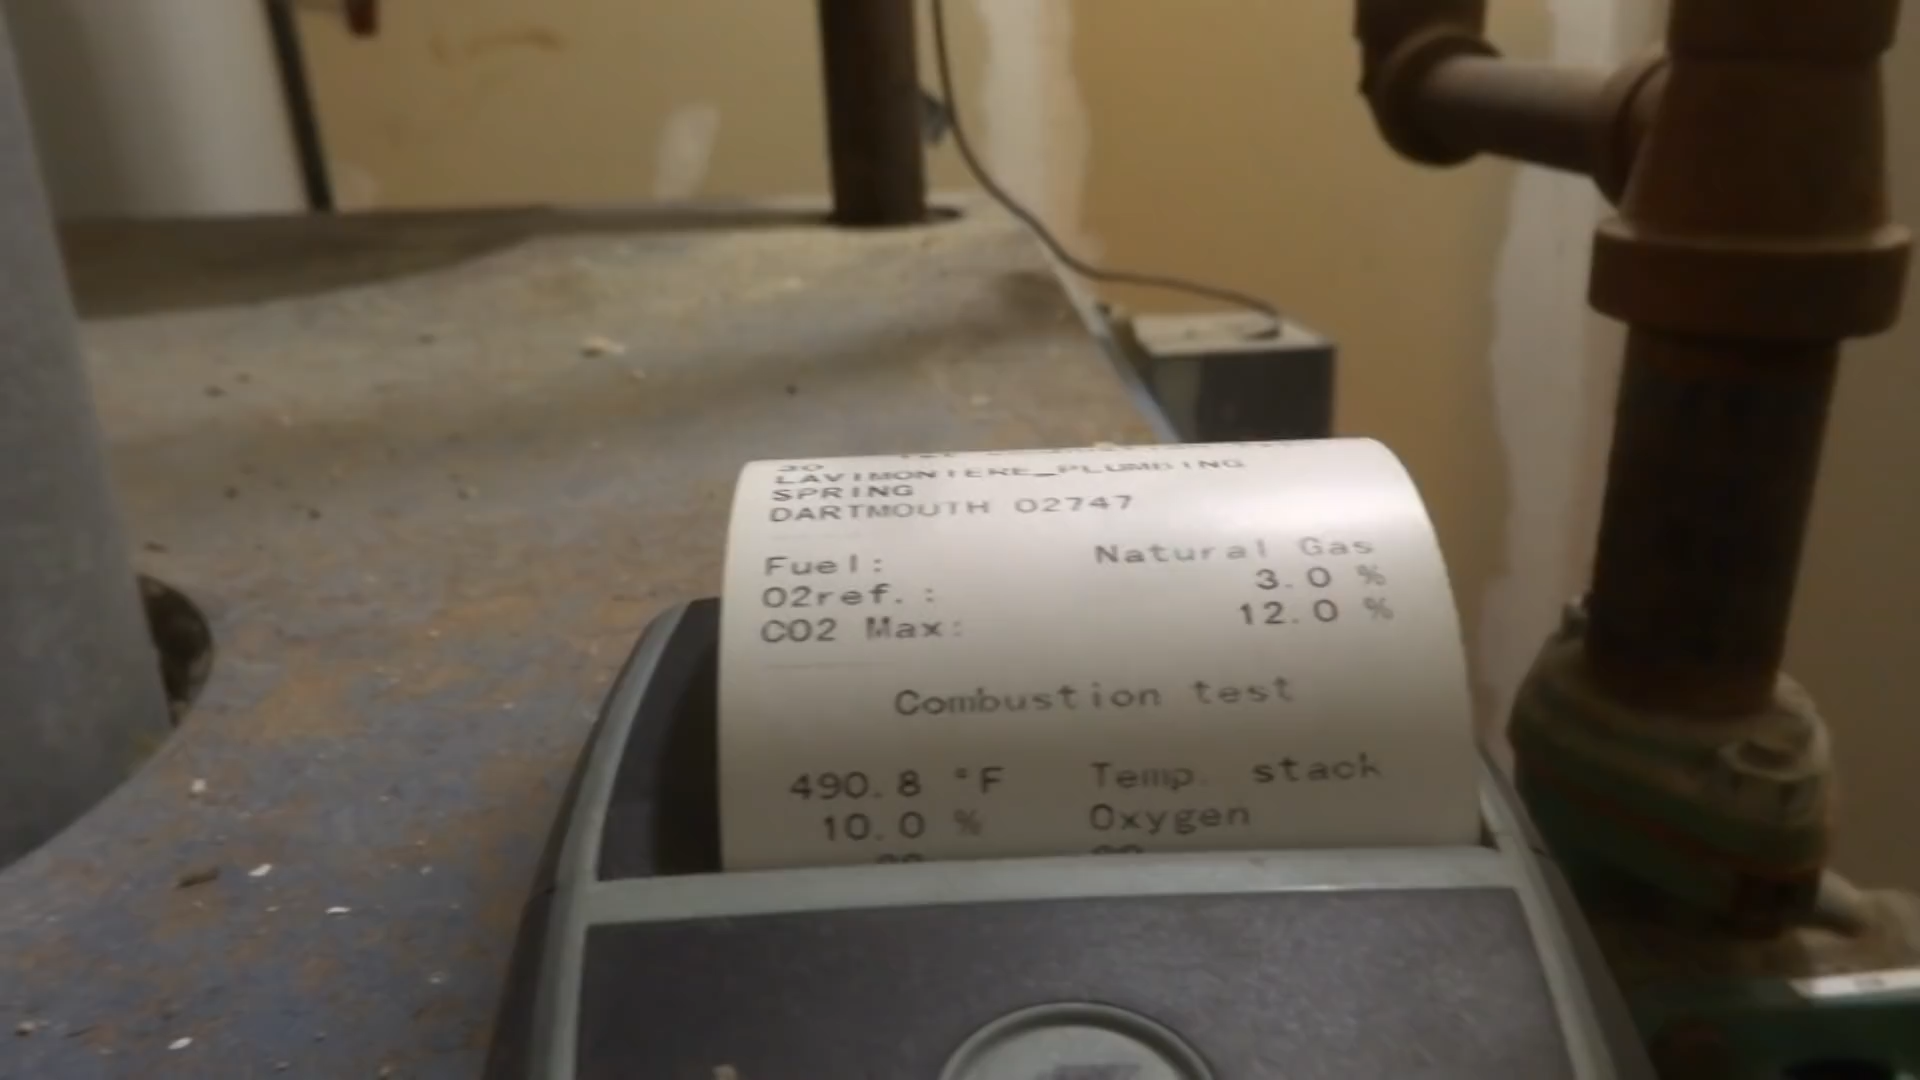 LAVIMONIERE_PLUMBING
SPRING
DARTMOUTH 02747
Fuel: Natural Gas
O2ref.: 3.0 %
CO2 Max: 12.0 %
Combustion test
490.8 °F Temp. stack
10.0 % Oxygen